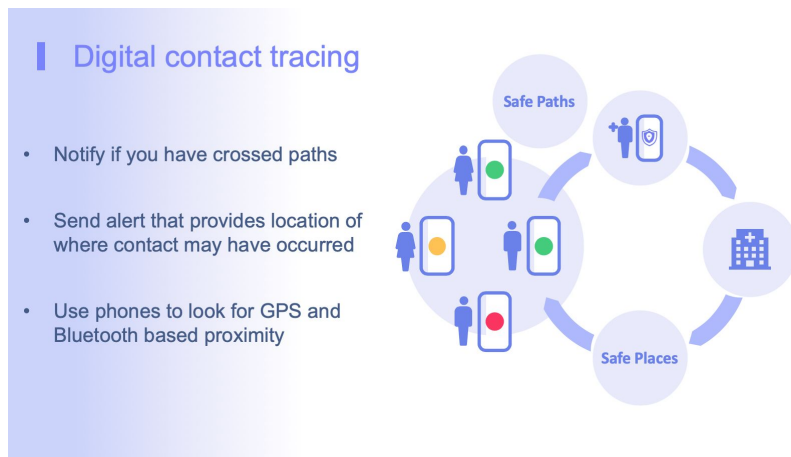 Digital contact tracing
• Notify if you have crossed paths
• Send alert that provides location of
where contact may have occurred
• Use phones to look for GPS and
Bluetooth based proximity
Safe Paths
Safe Places